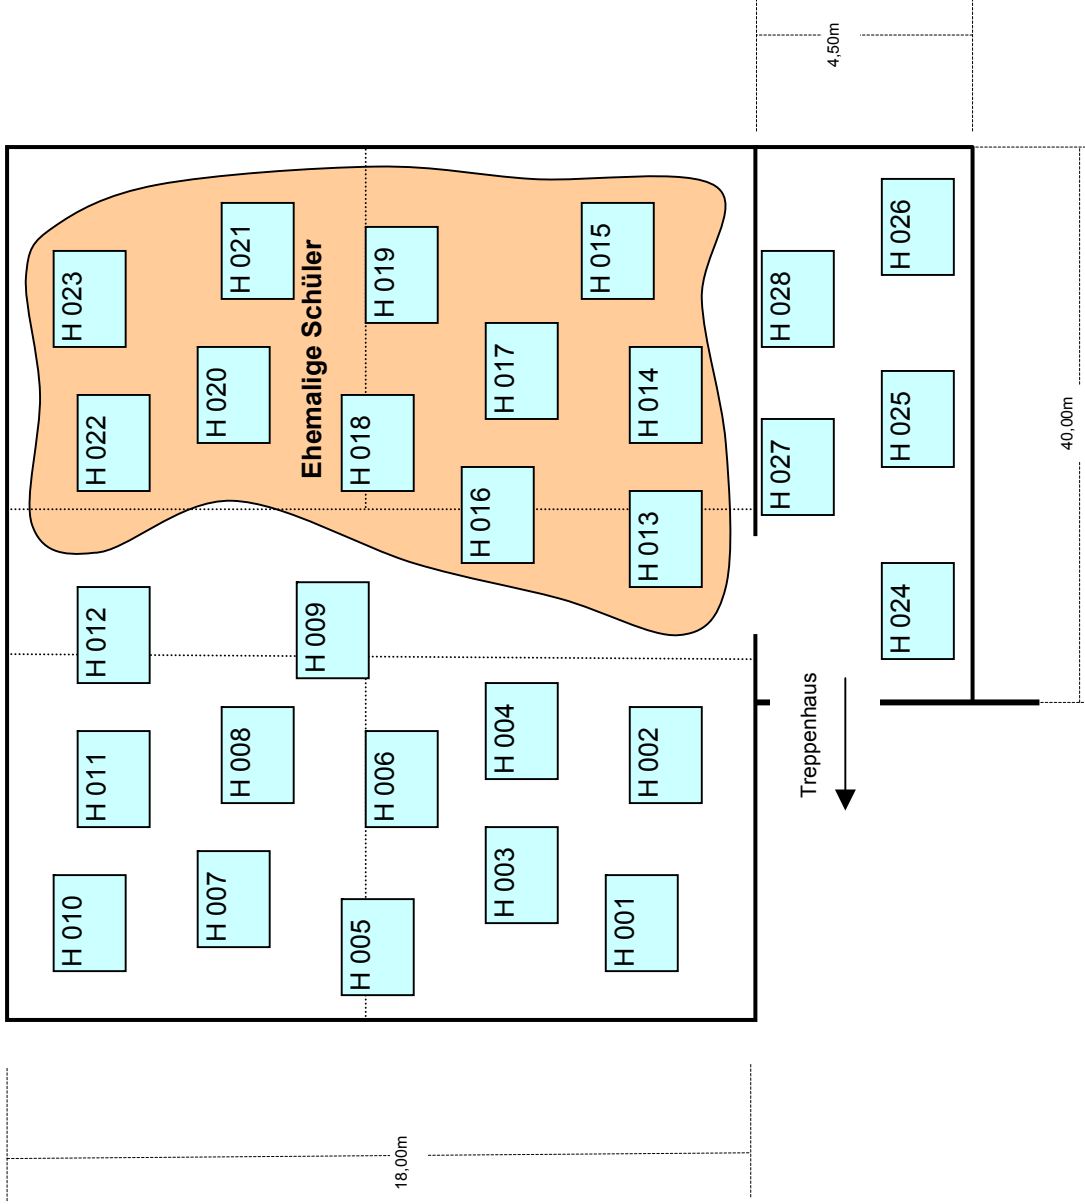 4,50m
H 023
H 021
H 019
H 015
H 026
H 028
H 022
H 020
Ehemalige Schüler
H 018
H 017
H 014
H 025
H 027
40,00m
H 016
H 013
H 012
H 009
H 024
H 011
H 008
H 006
H 004
H 002
Treppenhaus
H 010
H 007
H 005
H 003
H 001
18,00m